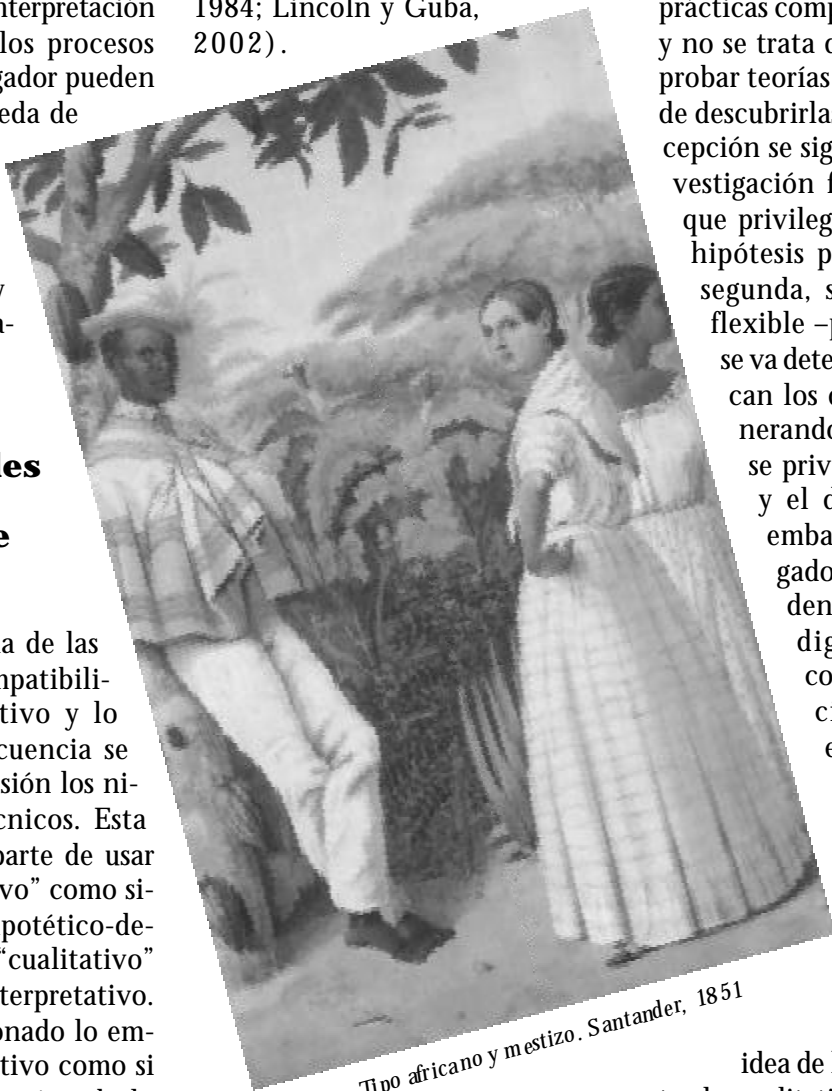 nterpretación
los procesos
gador pueden
eda de
y
a-
les
e
a de las
mpatibili-
tivo y lo
cuencia se
sión los ni-
cnicos. Esta
parte de usar
vo” como si-
potético-de-
“cualitativo”
terpretativo.
onado lo em-
tivo como si
1984; Lincoln y Guba,
2002).
prácticas comp
y no se trata d
probar teorías
de descubrirla
cepción se sig
vestigación f
que privileg
hipótesis p
segunda, s
flexible –p
se va dete
can los
nerando
se priv
y el d
emba
gado
den
dig
co
ci
e
idea de l
Tipo africano y mestizo. Santander, 1851